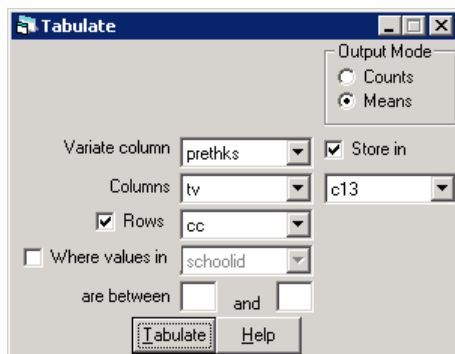 Tabulate
Output Mode
Counts
Means
Variate column prethks Store in
Columns tv c13
Rows cc
Where values in schoolid
are between and
Tabulate Help